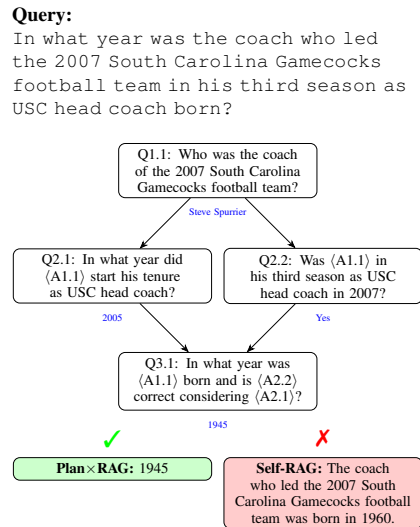 Query:
In what year was the coach who led
the 2007 South Carolina Gamecocks
football team in his third season as
USC head coach born?
Q1.1: Who was the coach
of the 2007 South Carolina
Gamecocks football team?
Steve Spurrier
Q2.1: In what year did
⟨A1.1⟩ start his tenure
as USC head coach?
Q2.2: Was ⟨A1.1⟩ in
his third season as USC
head coach in 2007?
2005
Yes
Q3.1: In what year was
⟨A1.1⟩ born and is ⟨A2.2⟩
correct considering ⟨A2.1⟩?
1945
✓
✗
Plan×RAG: 1945
Self-RAG: The coach
who led the 2007 South
Carolina Gamecocks football
team was born in 1960.